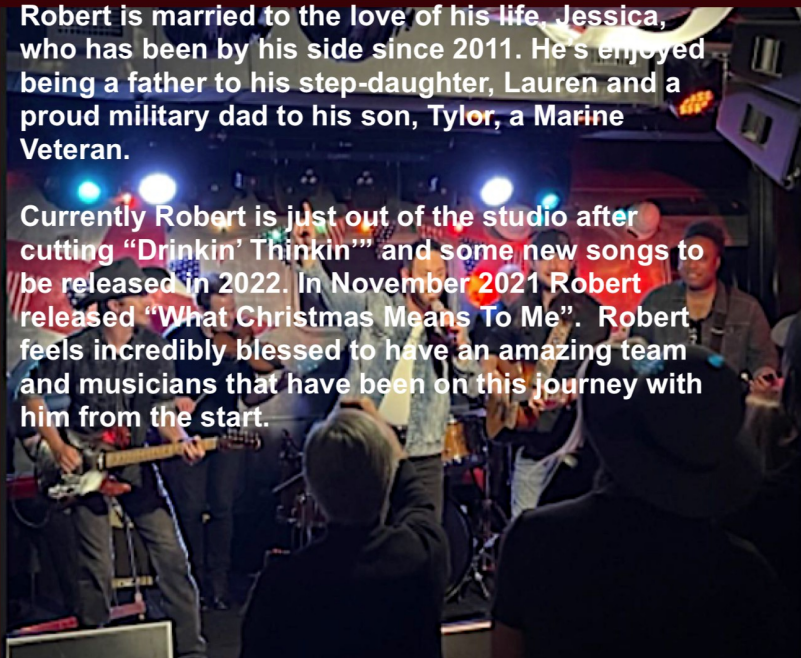 Robert is married to the love of his life, Jessica,
who has been by his side since 2011. He's enjoyed
being a father to his step-daughter, Lauren and a
proud military dad to his son, Tylor, a Marine
Veteran.
Currently Robert is just out of the studio after
cutting “Drinkin’ Thinkin’” and some new songs to
be released in 2022. In November 2021 Robert
released “What Christmas Means To Me”.  Robert
feels incredibly blessed to have an amazing team
and musicians that have been on this journey with
him from the start.